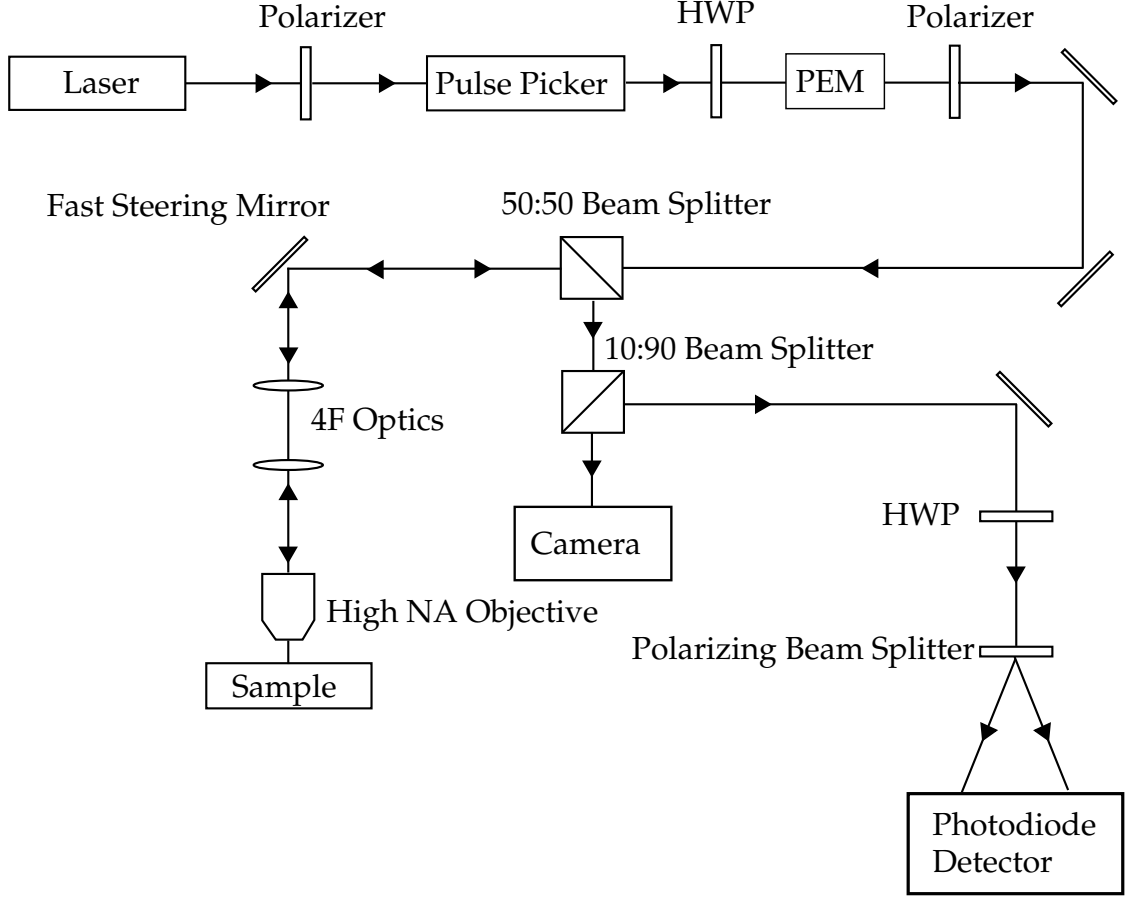 Polarizer
HWP
Polarizer
Laser
Pulse Picker
PEM
Fast Steering Mirror
50:50 Beam Splitter
10:90 Beam Splitter
4F Optics
HWP
Camera
High NA Objective
Polarizing Beam Splitter
Sample
Photodiode
Detector